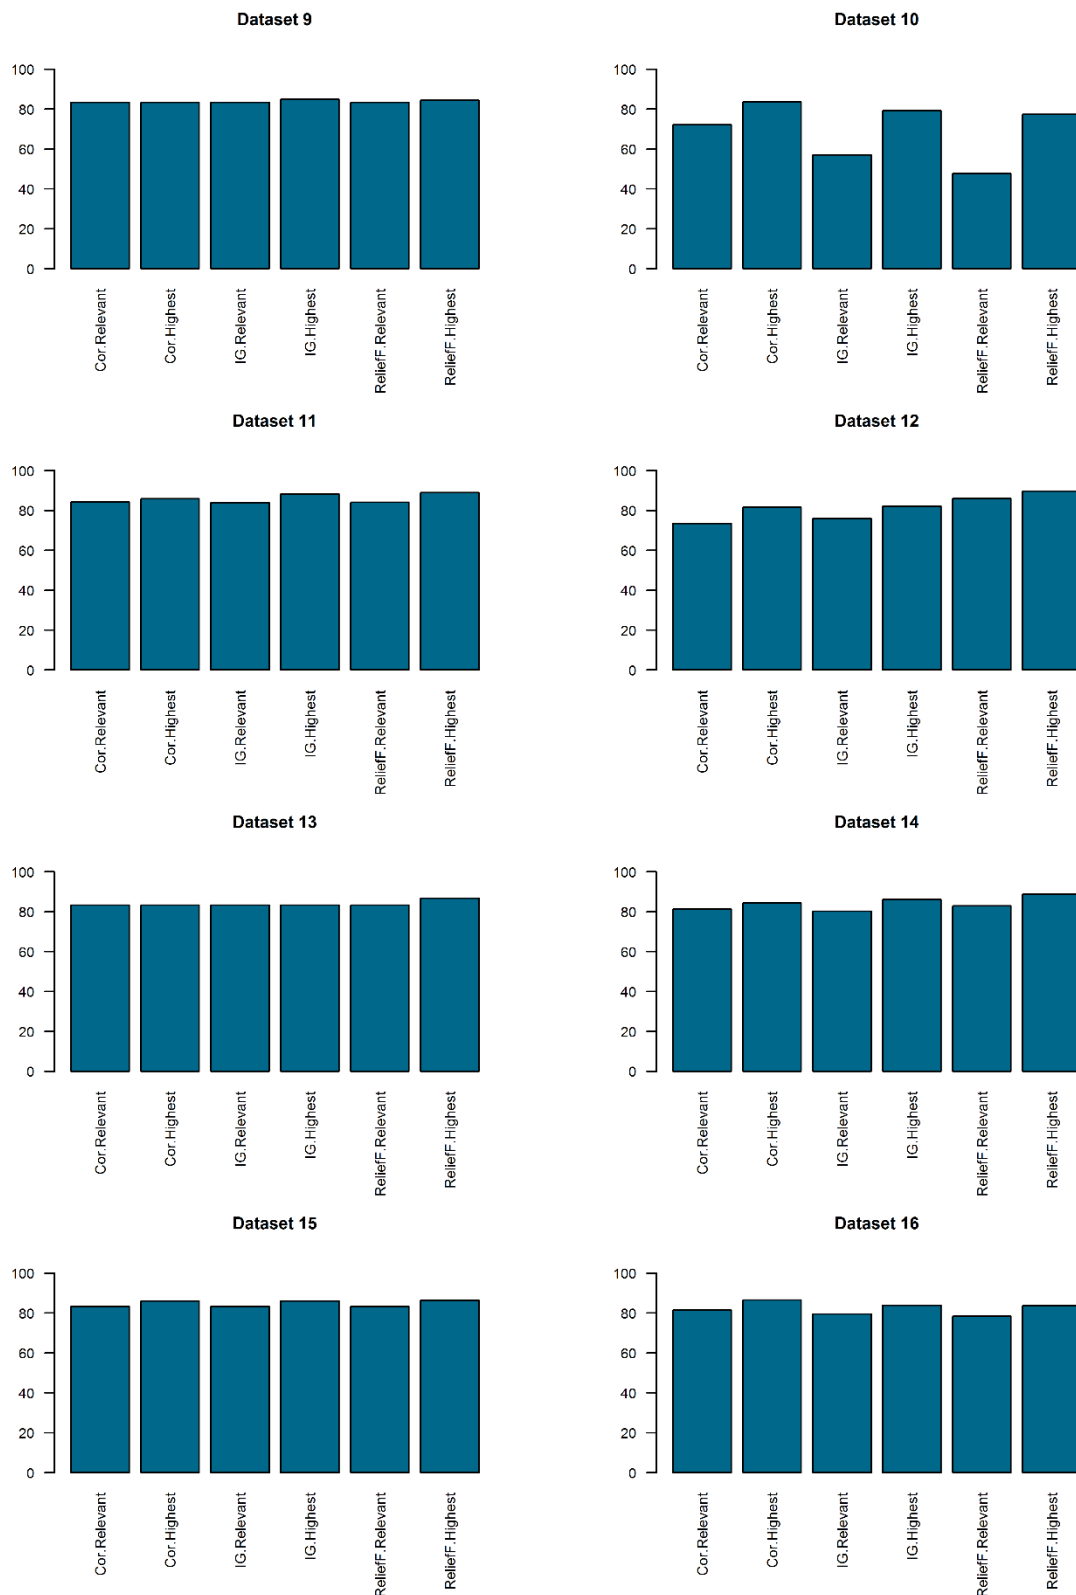 Dataset 9
100
80
60
40
20
0
Cor.Relevant
Cor.Highest
IG.Relevant
IG.Highest
ReliefF.Relevant
ReliefF.Highest
Dataset 10
100
80
60
40
20
0
Cor.Relevant
Cor.Highest
IG.Relevant
IG.Highest
ReliefF.Relevant
ReliefF.Highest
Dataset 11
100
80
60
40
20
0
Cor.Relevant
Cor.Highest
IG.Relevant
IG.Highest
ReliefF.Relevant
ReliefF.Highest
Dataset 12
100
80
60
40
20
0
Cor.Relevant
Cor.Highest
IG.Relevant
IG.Highest
ReliefF.Relevant
ReliefF.Highest
Dataset 13
100
80
60
40
20
0
Cor.Relevant
Cor.Highest
IG.Relevant
IG.Highest
ReliefF.Relevant
ReliefF.Highest
Dataset 14
100
80
60
40
20
0
Cor.Relevant
Cor.Highest
IG.Relevant
IG.Highest
ReliefF.Relevant
ReliefF.Highest
Dataset 15
100
80
60
40
20
0
Cor.Relevant
Cor.Highest
IG.Relevant
IG.Highest
ReliefF.Relevant
ReliefF.Highest
Dataset 16
100
80
60
40
20
0
Cor.Relevant
Cor.Highest
IG.Relevant
IG.Highest
ReliefF.Relevant
ReliefF.Highest